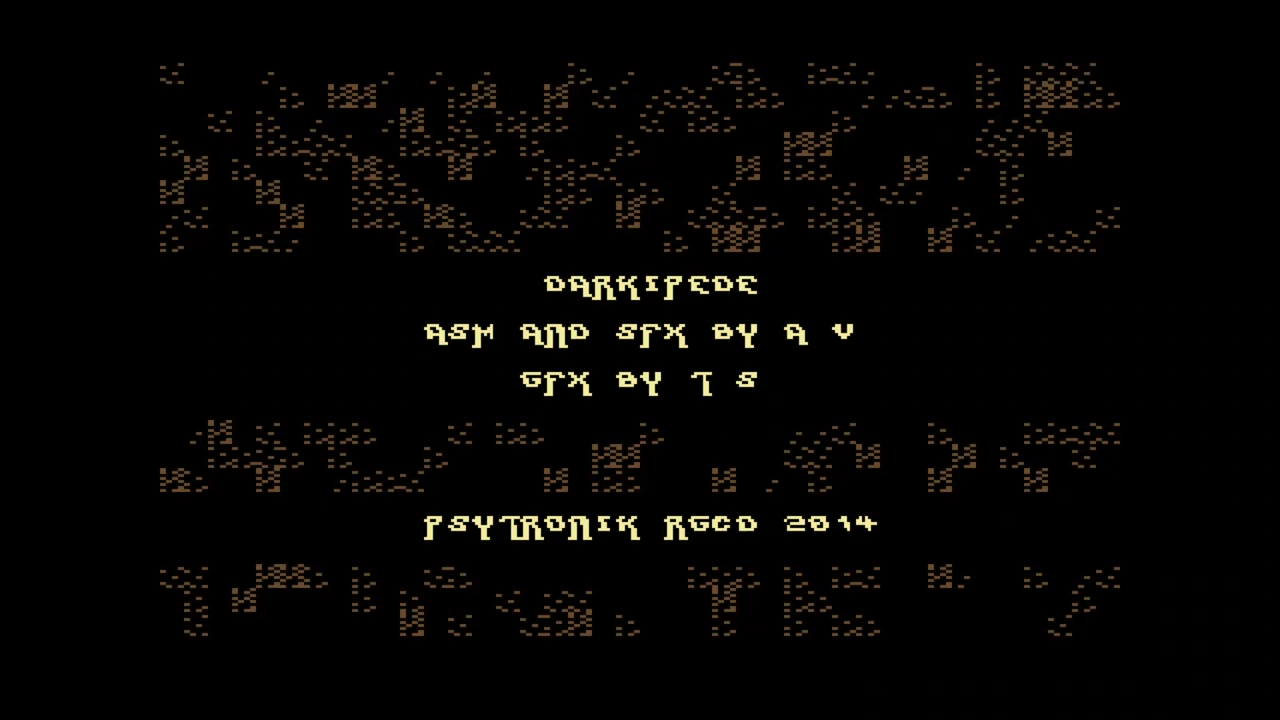 DARKIPEDE
ASM AND SFX BY A V
GFX BY T S
PSYTRONIK RGCD 2014